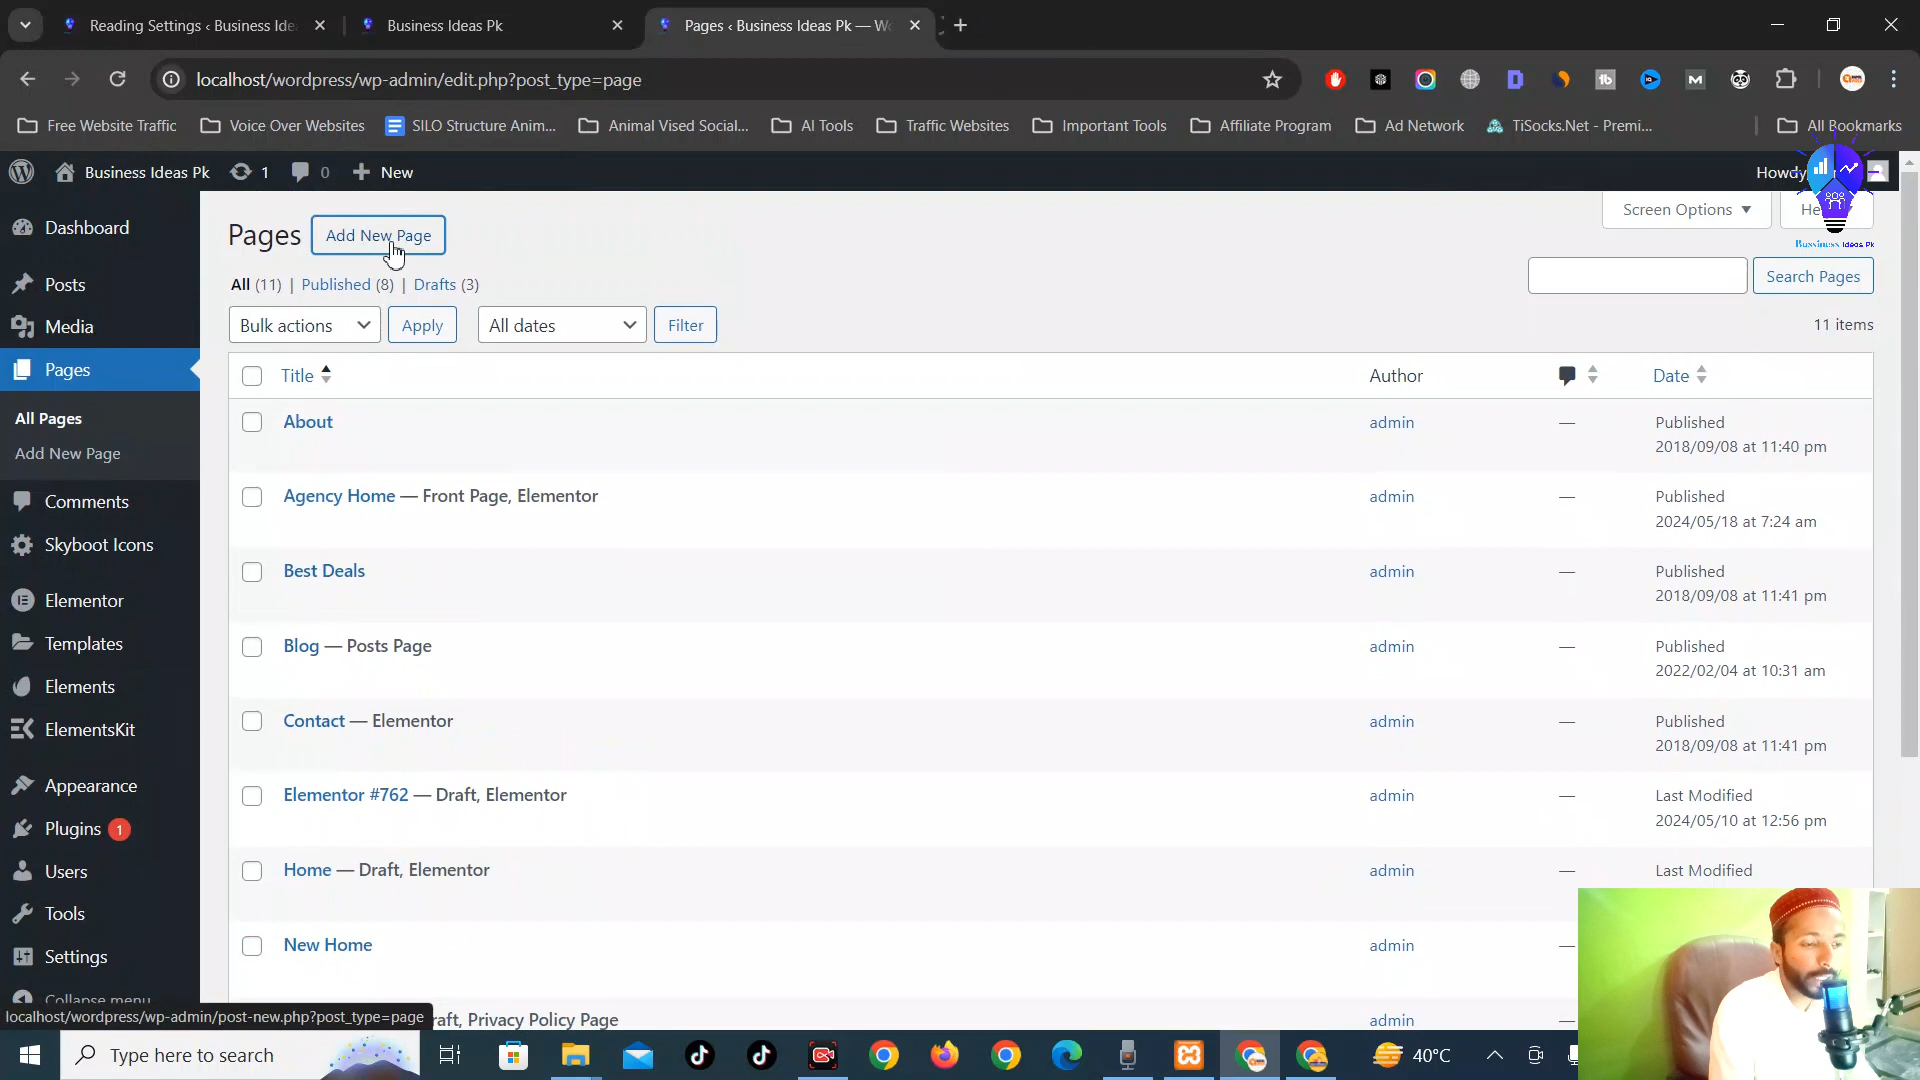 Reading Settings ‹ Business Ide
Business Ideas Pk
Pages ‹ Business Ideas Pk — Wo
localhost/wordpress/wp-admin/edit.php?post_type=page
Free Website Traffic
Voice Over Websites
SILO Structure Anim...
Animal Vised Social...
AI Tools
Traffic Websites
Important Tools
Affiliate Program
Ad Network
TiSocks.Net - Premi...
All Bookmarks
Business Ideas Pk
1
0
New
Howdy,
Bussiness Ideas Pk
Dashboard
Posts
Media
Pages
All Pages
Add New Page
Comments
Skyboot Icons
Elementor
Templates
Elements
ElementsKit
Appearance
Plugins 1
Users
Tools
Settings
Collapse menu
Pages
Add New Page
Screen Options
All (11) | Published (8) | Drafts (3)
Search Pages
Bulk actions
Apply
All dates
Filter
11 items
Title
Author
Date
About
admin
—
Published
2018/09/08 at 11:40 pm
Agency Home — Front Page, Elementor
admin
—
Published
2024/05/18 at 7:24 am
Best Deals
admin
—
Published
2018/09/08 at 11:41 pm
Blog — Posts Page
admin
—
Published
2022/02/04 at 10:31 am
Contact — Elementor
admin
—
Published
2018/09/08 at 11:41 pm
Elementor #762 — Draft, Elementor
admin
—
Last Modified
2024/05/10 at 12:56 pm
Home — Draft, Elementor
admin
—
Last Modified
New Home
admin
—
raft, Privacy Policy Page
admin
—
localhost/wordpress/wp-admin/post-new.php?post_type=page
Type here to search
40°C